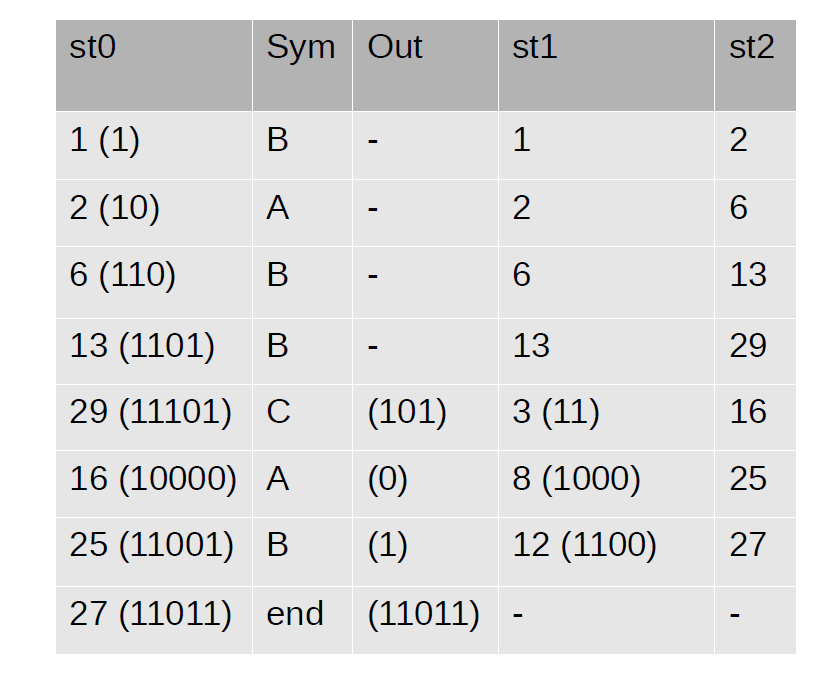 st0 Sym Out st1 st2
1 (1) B - 1 2
2 (10) A - 2 6
6 (110) B - 6 13
13 (1101) B - 13 29
29 (11101) C (101) 3 (11) 16
16 (10000) A (0) 8 (1000) 25
25 (11001) B (1) 12 (1100) 27
27 (11011) end (11011) - -